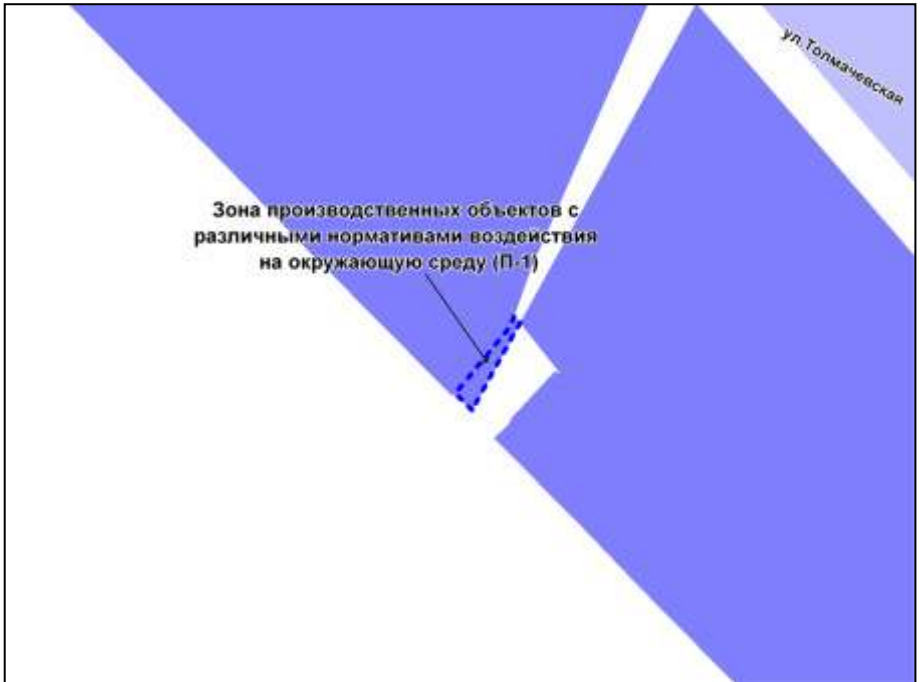 ул.Толмачевская
Зона производственных объектов с
различными нормативами воздействия
на окружающую среду (П-1)